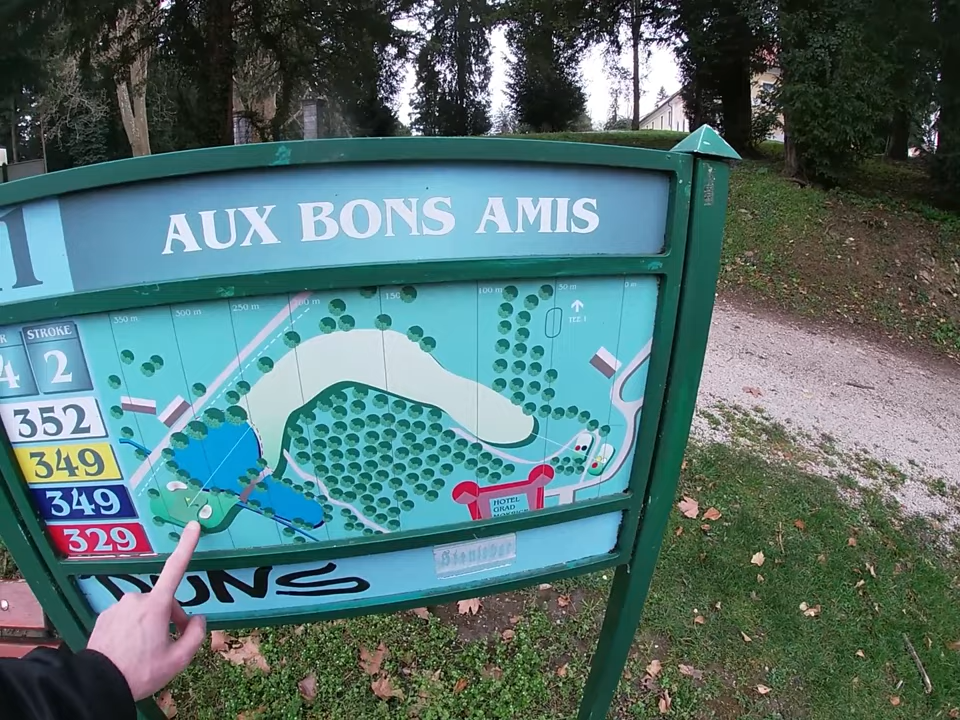 1
AUX BONS AMIS
STROKE
4 2
350 m 300 m 250 m 200 m 150 100 m 50 m 0 m
352
349
349
329
HOTEL
GRAD
MOKRICE